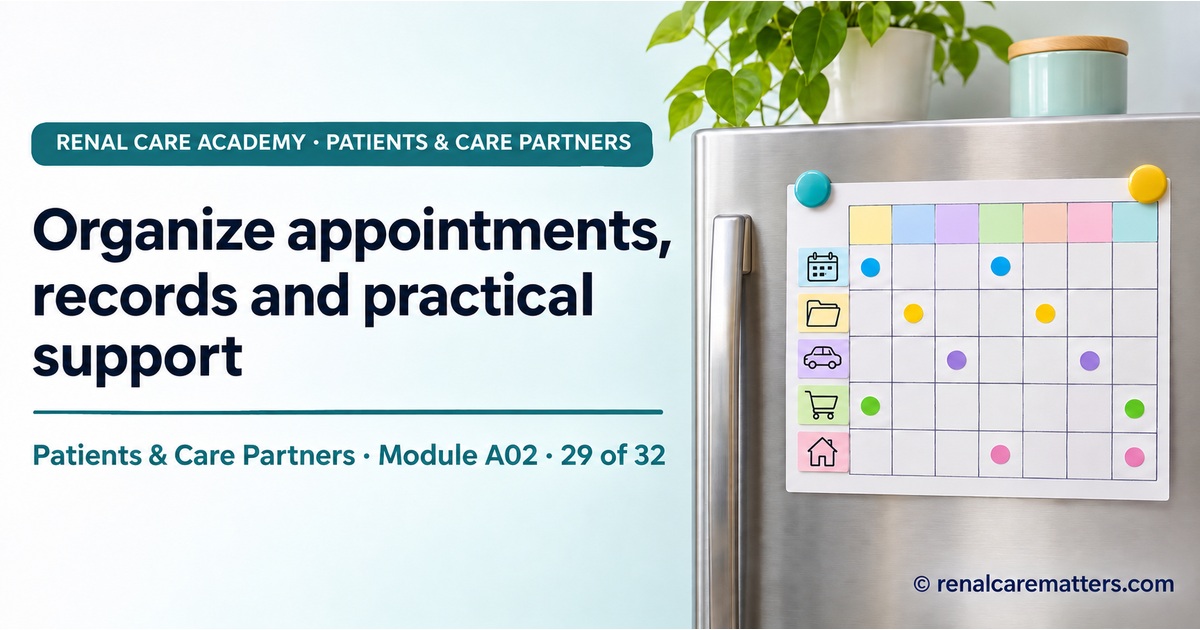 RENAL CARE ACADEMY · PATIENTS & CARE PARTNERS
Organize appointments,
records and practical
support
Patients & Care Partners · Module A02 · 29 of 32
© renalcarematters.com